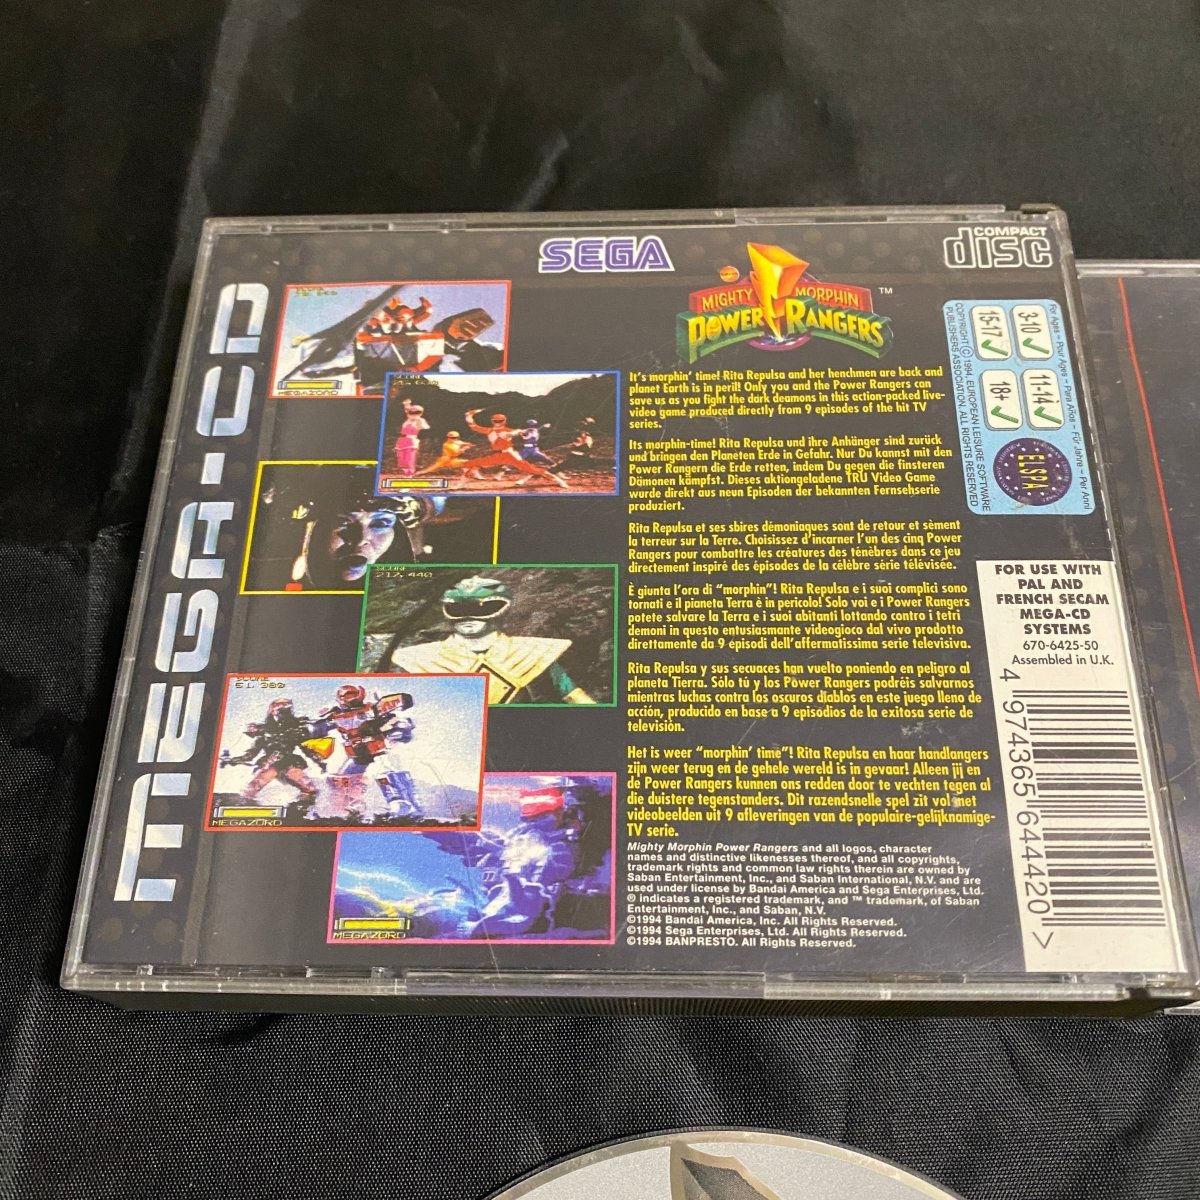 SEGA
COMPACT
disc
MEGA-CD
MIGHTY MORPHIN
POWER RANGERS
™
For Ages – Pour Ages – Para Años – Für Jahre – Per Anni
3-10 ✓
11-14 ✓
15-17 ✓
18+ ✓
ELSPA
COPYRIGHT © 1994, EUROPEAN LEISURE SOFTWARE
PUBLISHERS ASSOCIATION. ALL RIGHTS RESERVED
MEGAZORD
SCORE
SCORE
217,440
SCORE
51,380
MEGAZORD
MEGAZORD
It's morphin' time! Rita Repulsa and her henchmen are back and
planet Earth is in peril! Only you and the Power Rangers can
save us as you fight the dark deamons in this action-packed live-
video game produced directly from 9 episodes of the hit TV
series.
Its morphin-time! Rita Repulsa und ihre Anhänger sind zurück
und bringen den Planeten Erde in Gefahr. Nur Du kannst mit den
Power Rangern die Erde retten, indem Du gegen die finsteren
Dämonen kämpfst. Dieses aktiongeladene TRU Video Game
wurde direkt aus neun Episoden der bekannten Fernsehserie
produziert.
Rita Repulsa et ses sbires démoniaques sont de retour et sèment
la terreur sur la Terre. Choisissez d'incarner l'un des cinq Power
Rangers pour combattre les créatures des ténèbres dans ce jeu
directement inspiré des épisodes de la célèbre série télévisée.
È giunta l'ora di "morphin"! Rita Repulsa e i suoi complici sono
tornati e il pianeta Terra è in pericolo! Solo voi e i Power Rangers
potete salvare la Terra e i suoi abitanti lottando contro i tetri
demoni in questo entusiasmante videogioco dal vivo prodotto
direttamente da 9 episodi dell'affermatissima serie televisiva.
Rita Repulsa y sus secuaces han vuelto poniendo en peligro al
planeta Tierra. Sólo tú y los Power Rangers podréis salvarnos
mientras luchas contra los oscuros diablos en este juego lleno de
acción, producido en base a 9 episodios de la exitosa serie de
televisión.
Het is weer "morphin' time"! Rita Repulsa en haar handlangers
zijn weer terug en de gehele wereld is in gevaar! Alleen jij en
de Power Rangers kunnen ons redden door te vechten tegen al
die duistere tegenstanders. Dit razendsnelle spel zit vol met
videobeelden uit 9 afleveringen van de populaire-gelijknamige-
TV serie.
Mighty Morphin Power Rangers and all logos, character
names and distinctive likenesses thereof, and all copyrights,
trademark rights and common law rights therein are owned by
Saban Entertainment, Inc., and Saban International, N.V. and are
used under license by Bandai America and Sega Enterprises, Ltd.
® indicates a registered trademark, and ™ trademark, of Saban
Entertainment, Inc., and Saban, N.V.
©1994 Bandai America, Inc. All Rights Reserved.
©1994 Sega Enterprises, Ltd. All Rights Reserved.
©1994 BANPRESTO. All Rights Reserved.
FOR USE WITH
PAL AND
FRENCH SECAM
MEGA-CD
SYSTEMS
670-6425-50
Assembled in U.K.
4 974365 644420 >